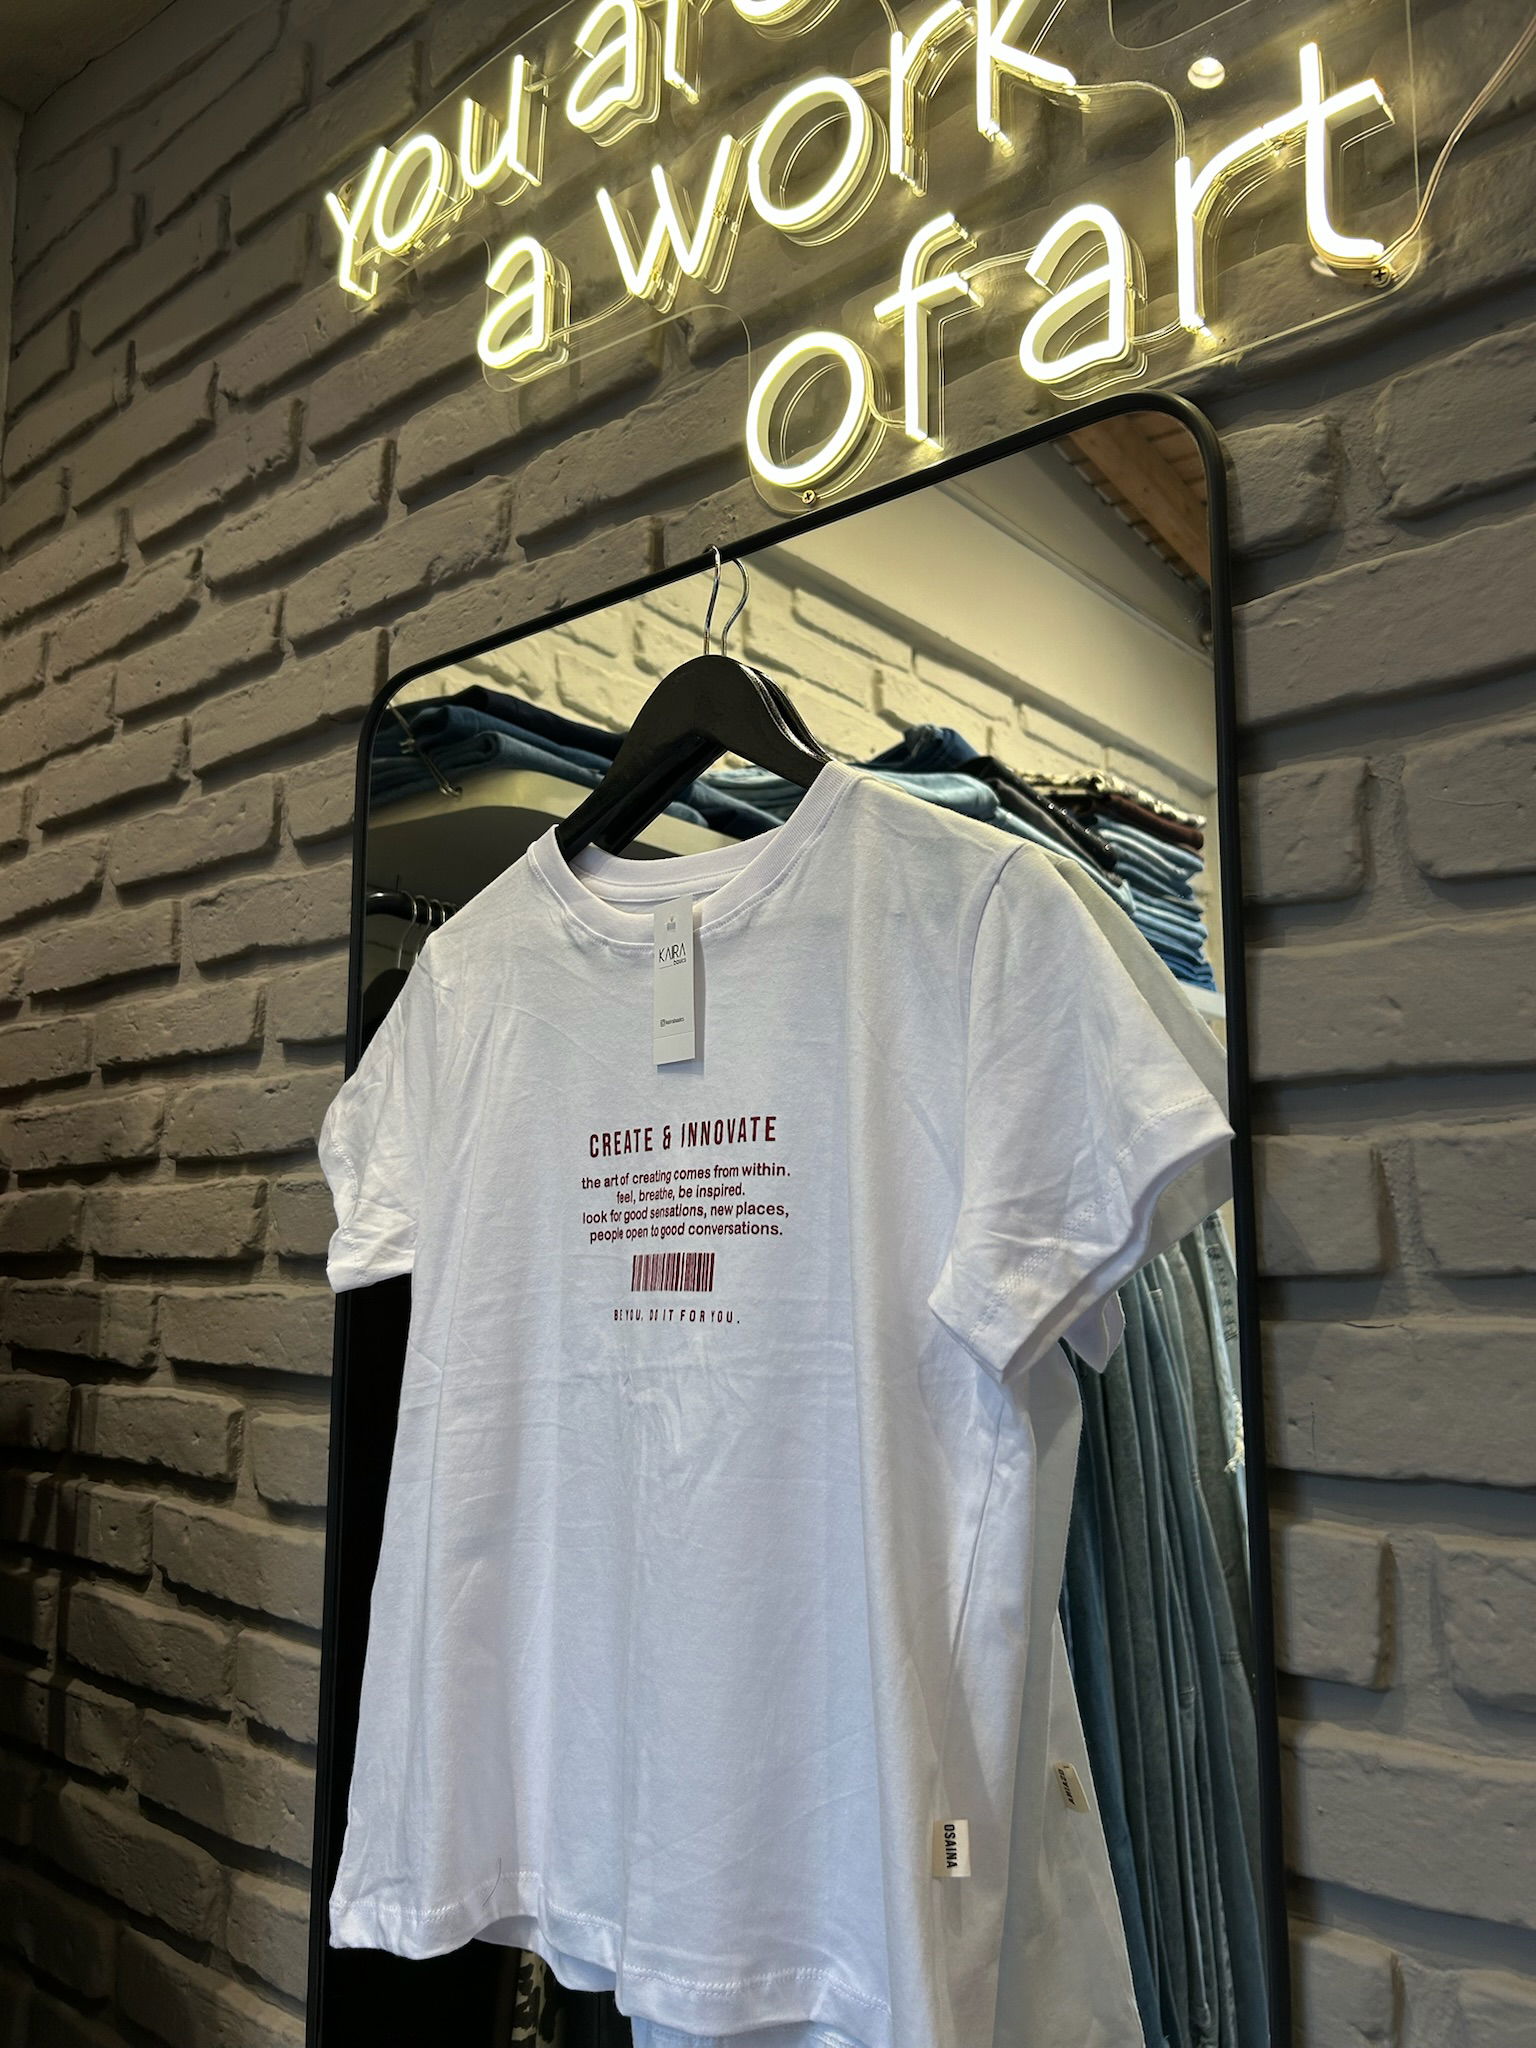 you are
a work
of art
KAIRA
basics
CREATE & INNOVATE
the art of creating comes from within.
feel, breathe, be inspired.
look for good sensations, new places,
people open to good conversations.
BE YOU, DO IT FOR YOU.
OSAINA